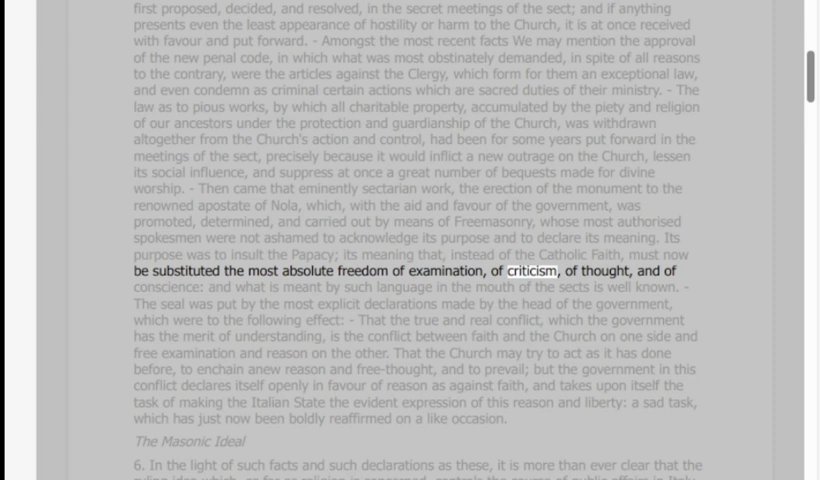 first proposed, decided, and resolved, in the secret meetings of the sect; and if anything
presents even the least appearance of hostility or harm to the Church, it is at once received
with favour and put forward. - Amongst the most recent facts We may mention the approval
of the new penal code, in which what was most obstinately demanded, in spite of all reasons
to the contrary, were the articles against the Clergy, which form for them an exceptional law,
and even condemn as criminal certain actions which are sacred duties of their ministry. - The
law as to pious works, by which all charitable property, accumulated by the piety and religion
of our ancestors under the protection and guardianship of the Church, was withdrawn
altogether from the Church's action and control, had been for some years put forward in the
meetings of the sect, precisely because it would inflict a new outrage on the Church, lessen
its social influence, and suppress at once a great number of bequests made for divine
worship. - Then came that eminently sectarian work, the erection of the monument to the
renowned apostate of Nola, which, with the aid and favour of the government, was
promoted, determined, and carried out by means of Freemasonry, whose most authorised
spokesmen were not ashamed to acknowledge its purpose and to declare its meaning. Its
purpose was to insult the Papacy; its meaning that, instead of the Catholic Faith, must now
be substituted the most absolute freedom of examination, of criticism, of thought, and of
conscience: and what is meant by such language in the mouth of the sects is well known. -
The seal was put by the most explicit declarations made by the head of the government,
which were to the following effect: - That the true and real conflict, which the government
has the merit of understanding, is the conflict between faith and the Church on one side and
free examination and reason on the other. That the Church may try to act as it has done
before, to enchain anew reason and free-thought, and to prevail; but the government in this
conflict declares itself openly in favour of reason as against faith, and takes upon itself the
task of making the Italian State the evident expression of this reason and liberty: a sad task,
which has just now been boldly reaffirmed on a like occasion.
The Masonic Ideal
6. In the light of such facts and such declarations as these, it is more than ever clear that the